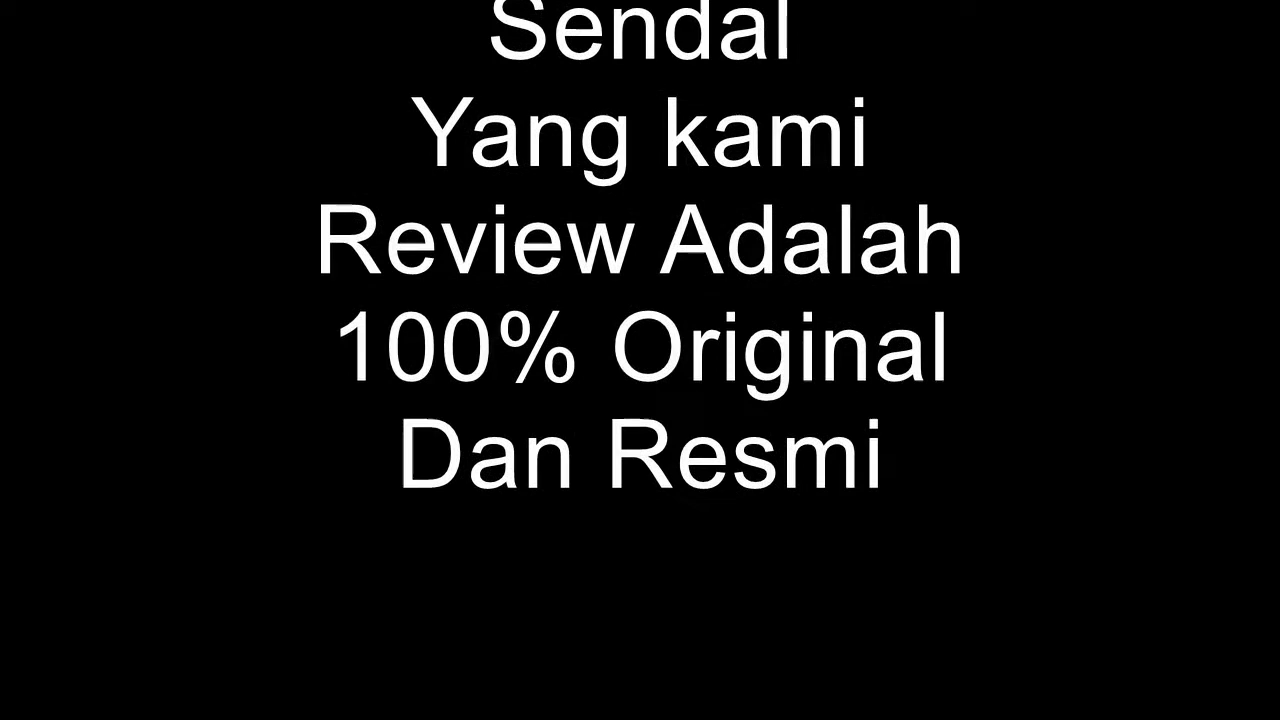 Sendal
Yang kami
Review Adalah
100% Original
Dan Resmi